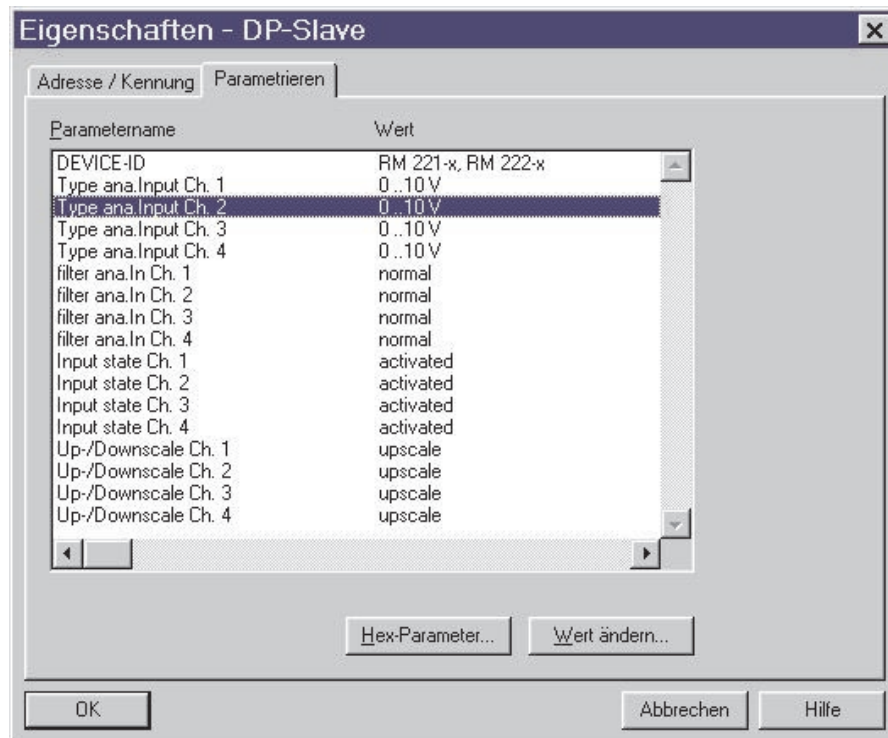 Eigenschaften - DP-Slave
Adresse / Kennung Parametrieren
Parametername Wert
DEVICE-ID RM 221-x, RM 222-x
Type ana.Input Ch. 1 0 ..10 V
Type ana.Input Ch. 2 0 ..10 V
Type ana.Input Ch. 3 0 ..10 V
Type ana.Input Ch. 4 0 ..10 V
filter ana.In Ch. 1 normal
filter ana.In Ch. 2 normal
filter ana.In Ch. 3 normal
filter ana.In Ch. 4 normal
Input state Ch. 1 activated
Input state Ch. 2 activated
Input state Ch. 3 activated
Input state Ch. 4 activated
Up-/Downscale Ch. 1 upscale
Up-/Downscale Ch. 2 upscale
Up-/Downscale Ch. 3 upscale
Up-/Downscale Ch. 4 upscale
Hex-Parameter... Wert ändern...
OK Abbrechen Hilfe